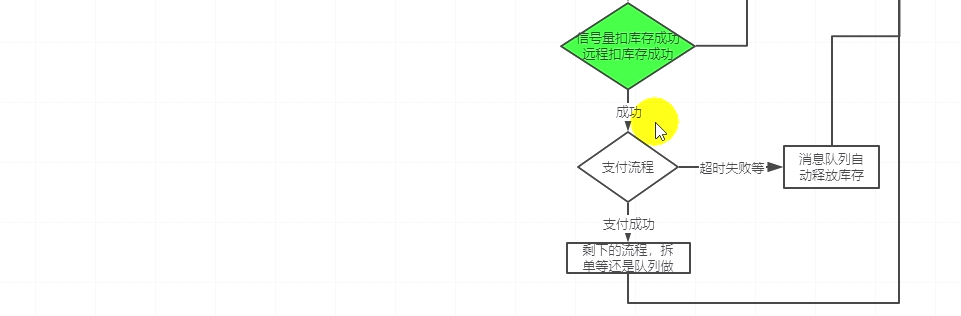 信号量扣库存成功
远程扣库存成功
成功
支付流程
超时失败等
消息队列自
动释放库存
支付成功
剩下的流程，拆
单等还是队列做